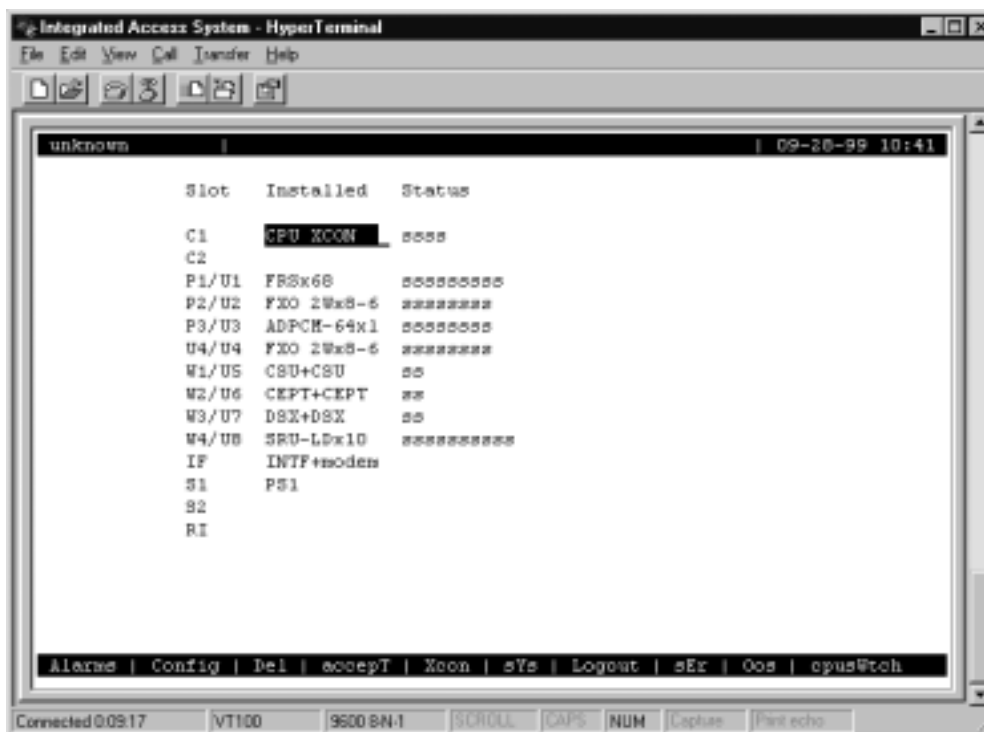 Integrated Access System - HyperTerminal
File Edit View Call Transfer Help
unknown | | 09-28-99 10:41
Slot Installed Status
C1 CPU XCON _ ssss
C2
P1/U1 FRSx68 sssssssss
P2/U2 FXO 2Wx8-6 ssssssss
P3/U3 ADPCM-64x1 ssssssss
U4/U4 FXO 2Wx8-6 ssssssss
W1/U5 CSU+CSU ss
W2/U6 CEPT+CEPT ss
W3/U7 DSX+DSX ss
W4/U8 SRU-LDx10 ssssssssss
IF INTF+modem
S1 PS1
S2
RI
Alarms | Config | Del | accepT | Xcon | sYs | Logout | sEr | Oos | cpusWtch
Connected 0:09:17 VT100 9600 8-N-1 SCROLL CAPS NUM Capture Print echo